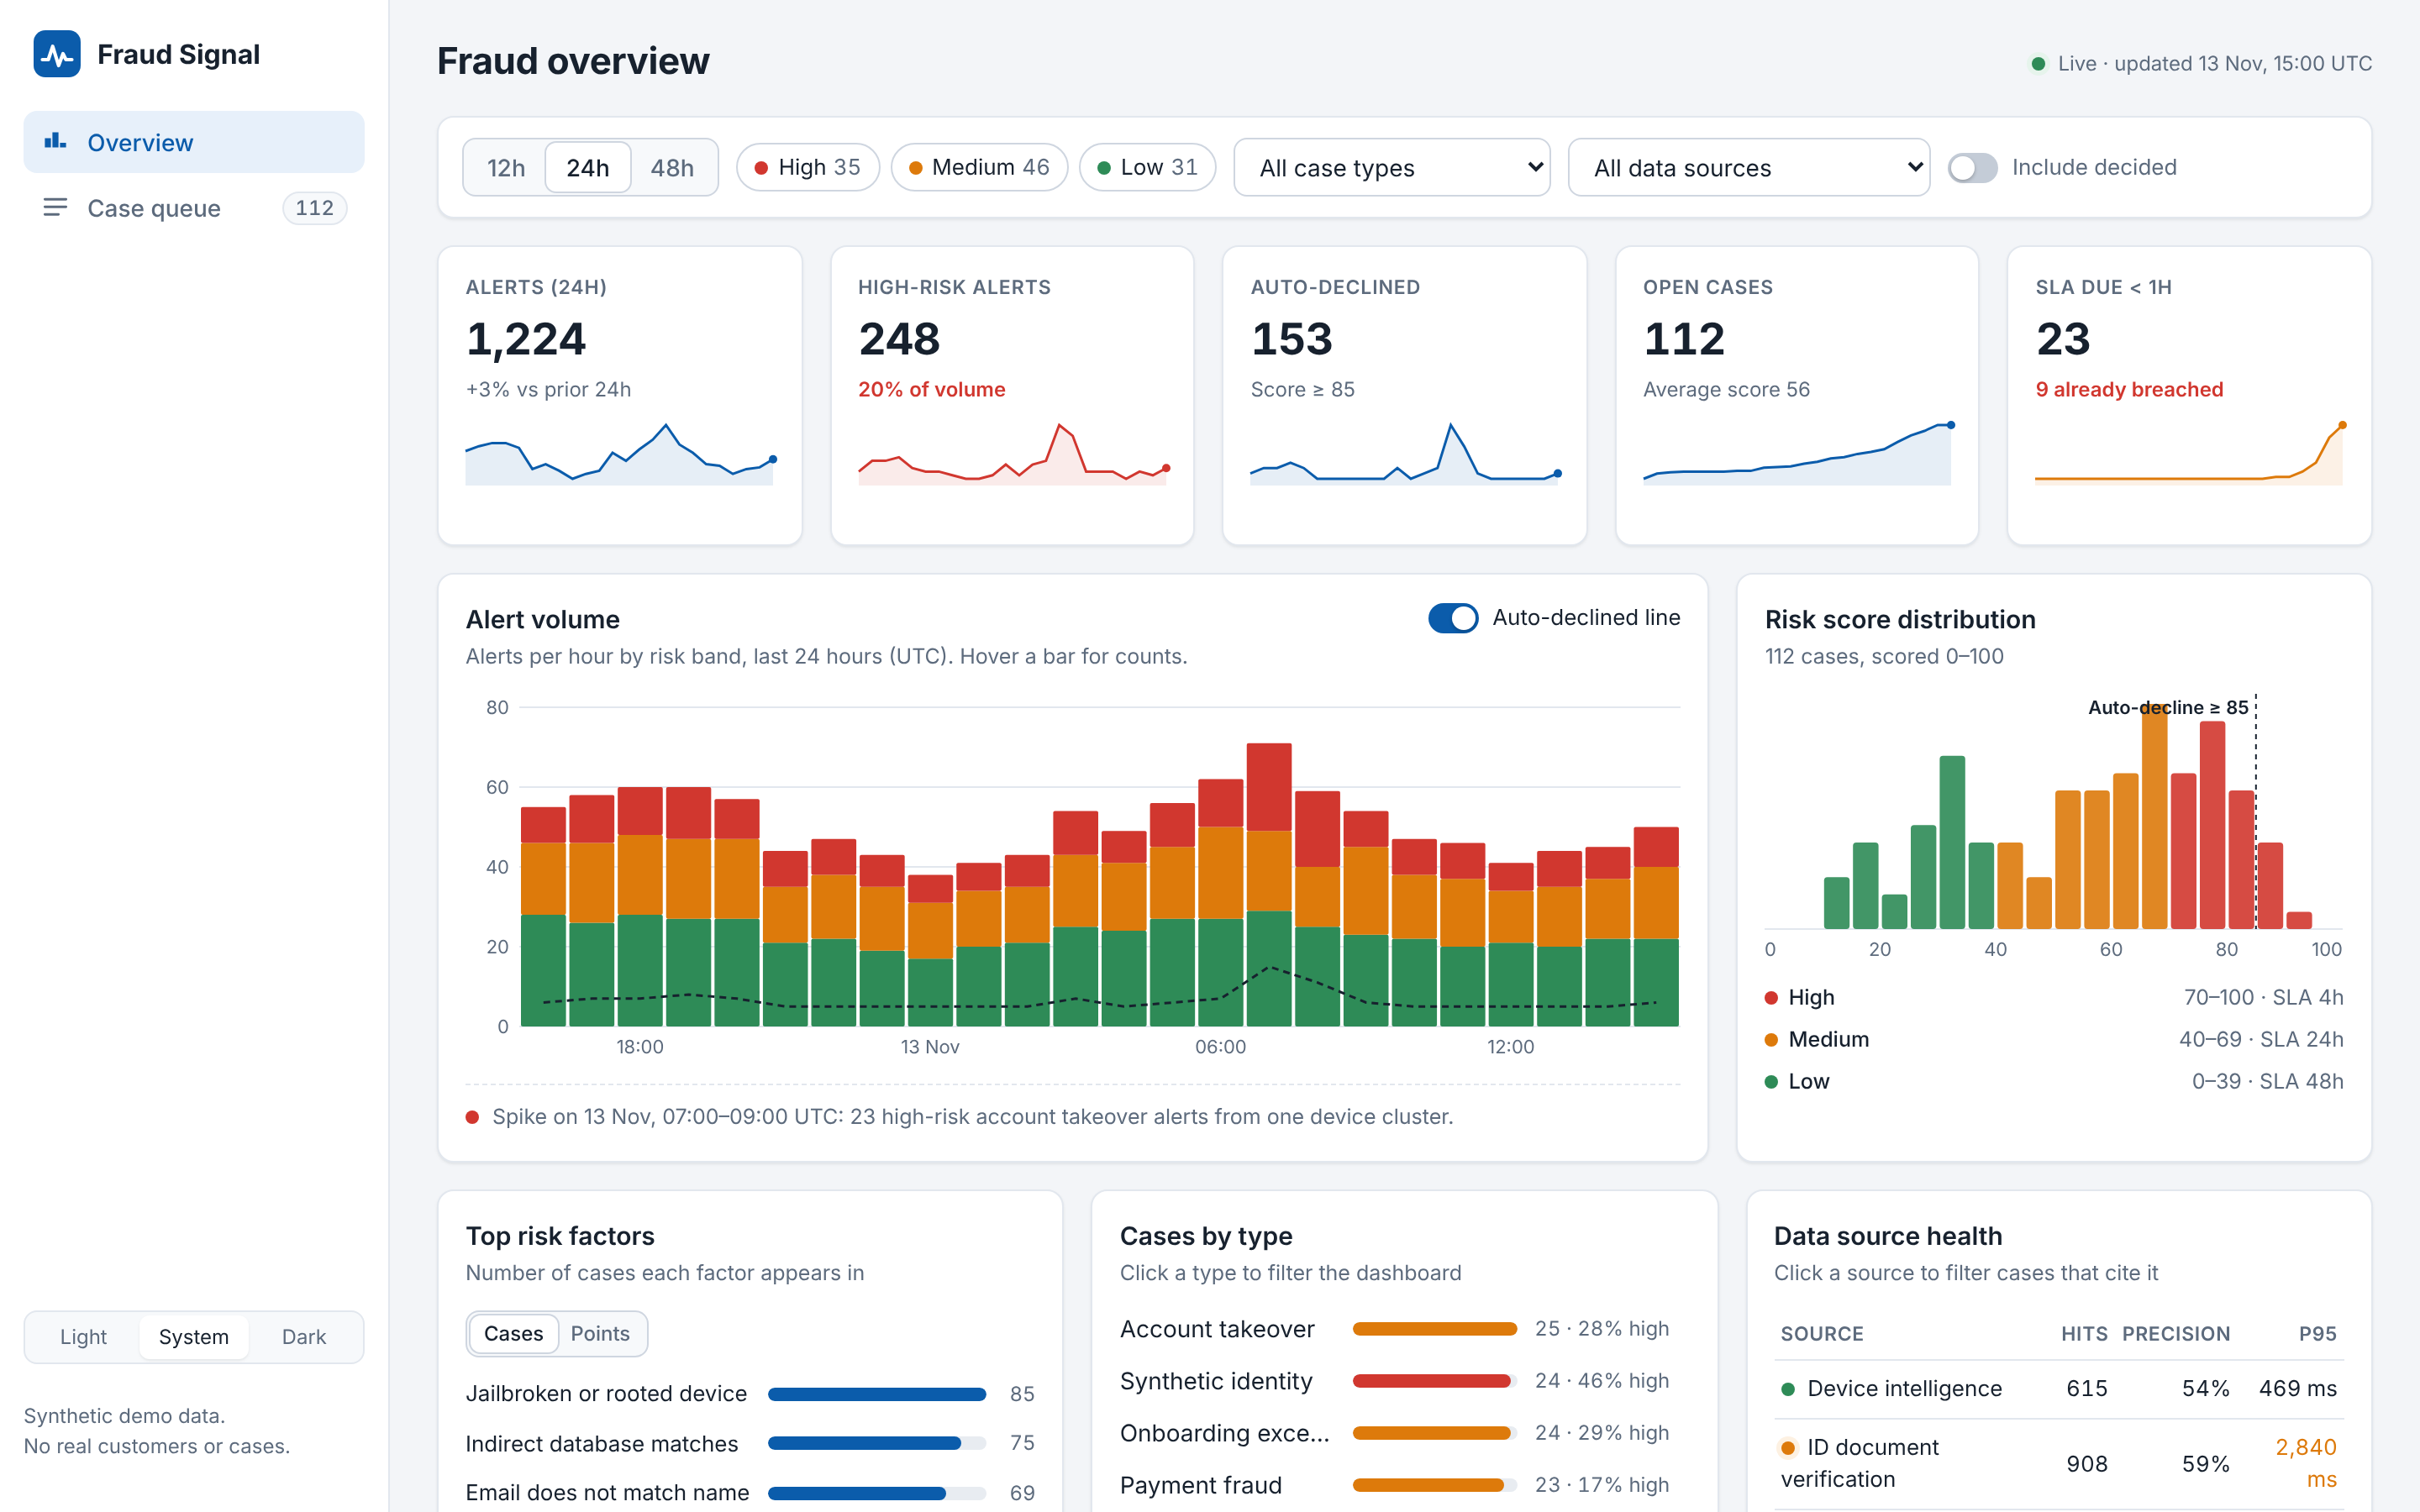 Fraud Signal
Overview
Case queue 112
Light System Dark
Synthetic demo data.
No real customers or cases.
Fraud overview
Live · updated 13 Nov, 15:00 UTC
12h 24h 48h High 35 Medium 46 Low 31 All case types All data sources Include decided
ALERTS (24H)
1,224
+3% vs prior 24h
HIGH-RISK ALERTS
248
20% of volume
AUTO-DECLINED
153
Score ≥ 85
OPEN CASES
112
Average score 56
SLA DUE < 1H
23
9 already breached
Alert volume
Auto-declined line
Alerts per hour by risk band, last 24 hours (UTC). Hover a bar for counts.
80
60
40
20
0
18:00 13 Nov 06:00 12:00
Spike on 13 Nov, 07:00–09:00 UTC: 23 high-risk account takeover alerts from one device cluster.
Risk score distribution
112 cases, scored 0–100
Auto-decline ≥ 85
0 20 40 60 80 100
High 70–100 · SLA 4h
Medium 40–69 · SLA 24h
Low 0–39 · SLA 48h
Top risk factors
Number of cases each factor appears in
Cases Points
Jailbroken or rooted device 85
Indirect database matches 75
Email does not match name 69
Cases by type
Click a type to filter the dashboard
Account takeover 25 · 28% high
Synthetic identity 24 · 46% high
Onboarding exce... 24 · 29% high
Payment fraud 23 · 17% high
Data source health
Click a source to filter cases that cite it
SOURCE HITS PRECISION P95
Device intelligence 615 54% 469 ms
ID document verification 908 59% 2,840 ms